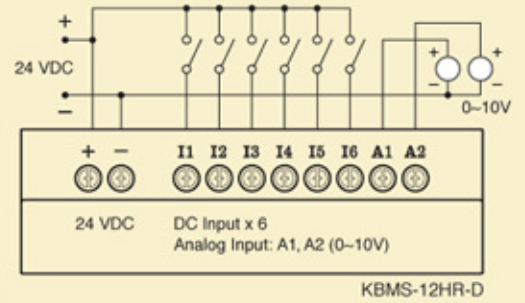 +
24 VDC
−
+ +
− −
0~10V
+ − I1 I2 I3 I4 I5 I6 A1 A2
24 VDC DC Input x 6
Analog Input: A1, A2 (0~10V)
KBMS-12HR-D